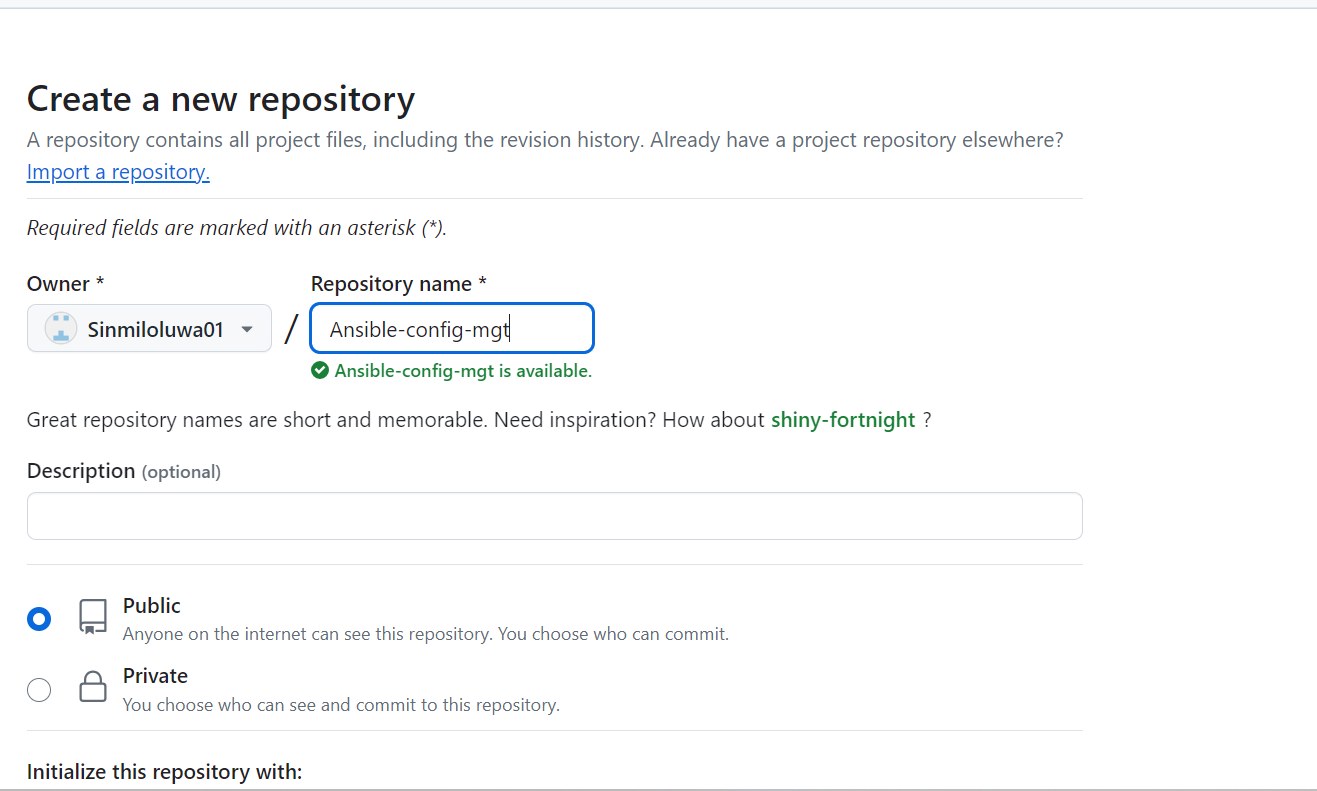 Create a new repository
A repository contains all project files, including the revision history. Already have a project repository elsewhere?
Import a repository.
Required fields are marked with an asterisk (*).
Owner * Repository name *
Sinmiloluwa01 / Ansible-config-mgt
Ansible-config-mgt is available.
Great repository names are short and memorable. Need inspiration? How about shiny-fortnight ?
Description (optional)
Public
Anyone on the internet can see this repository. You choose who can commit.
Private
You choose who can see and commit to this repository.
Initialize this repository with: